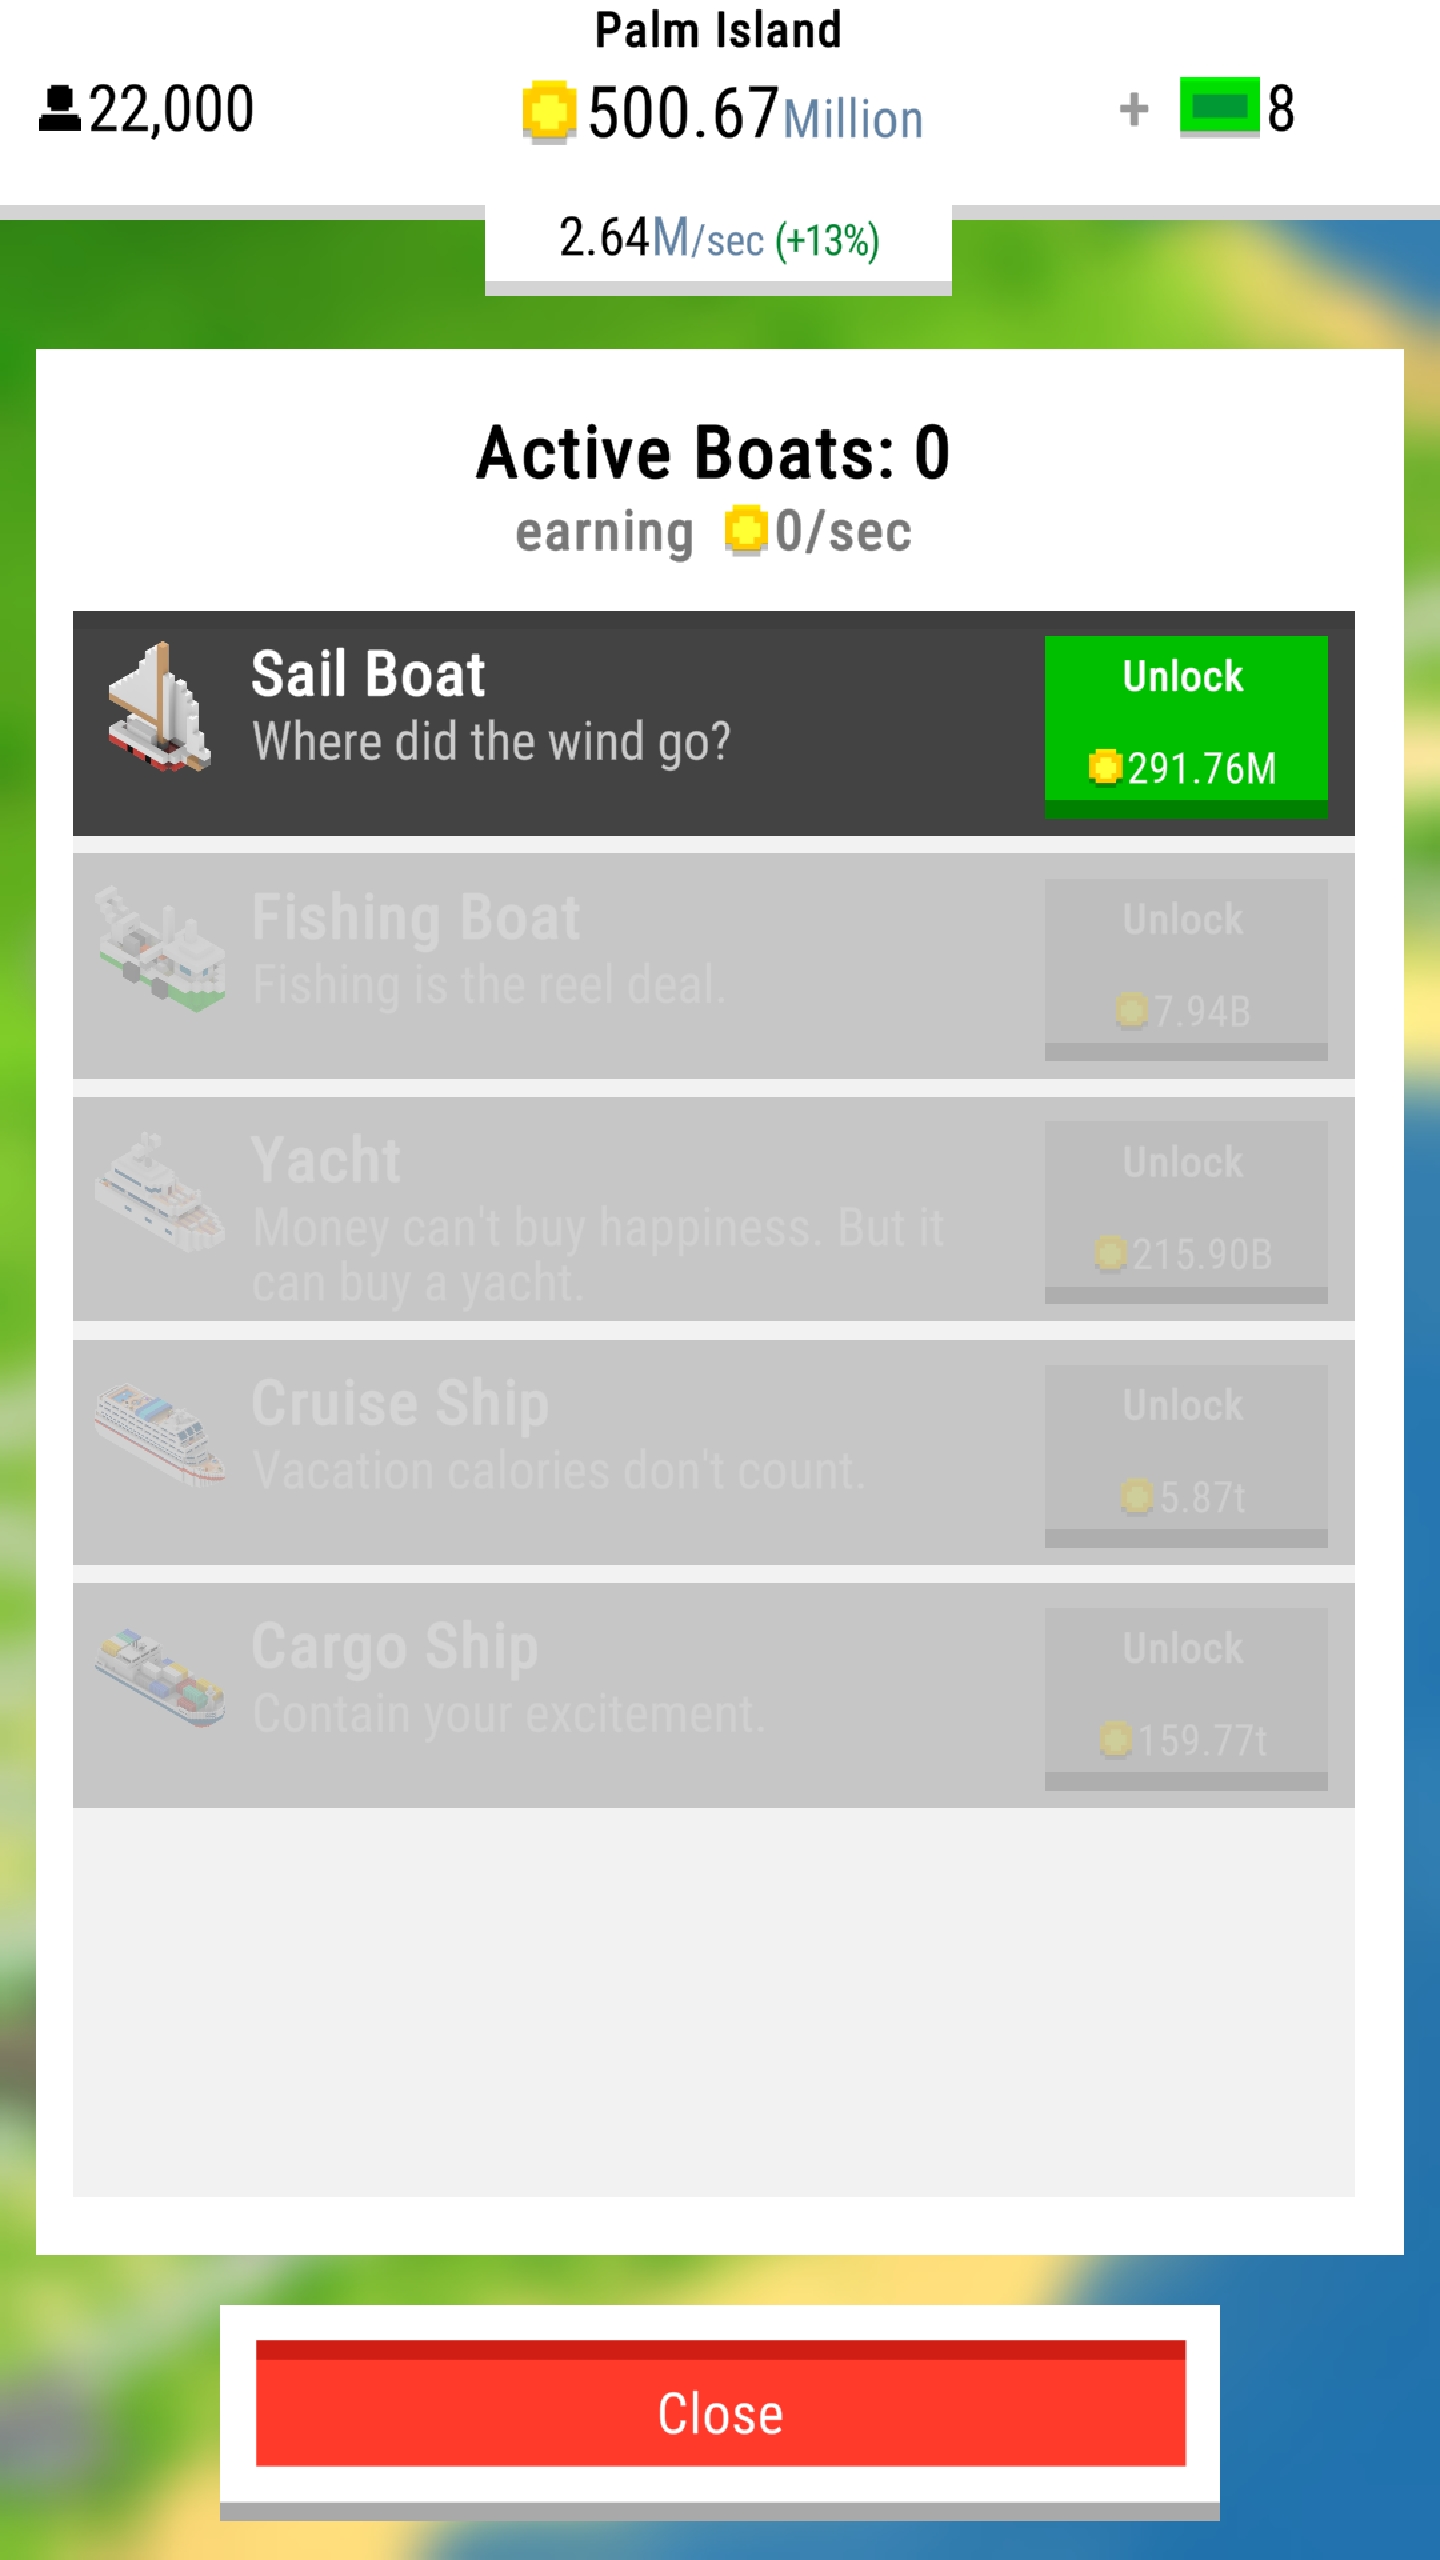 Palm Island
22,000
500.67Million
+ 8
2.64M/sec (+13%)
Active Boats: 0
earning 0/sec
Sail Boat
Where did the wind go?
Unlock
291.76M
Fishing Boat
Fishing is the reel deal.
Unlock
7.94B
Yacht
Money can't buy happiness. But it
can buy a yacht.
Unlock
215.90B
Cruise Ship
Vacation calories don't count.
Unlock
5.87t
Cargo Ship
Contain your excitement.
Unlock
159.77t
Close